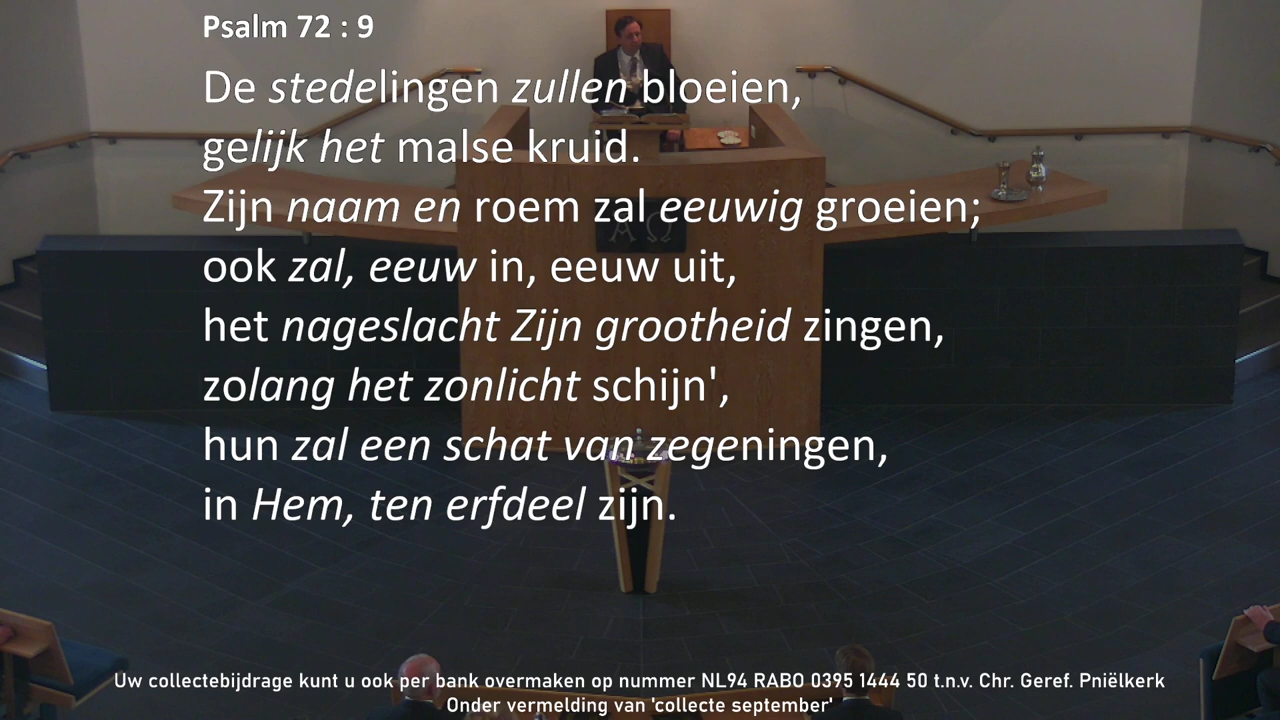 Psalm 72 : 9
De stedelingen zullen bloeien,
gelijk het malse kruid.
Zijn naam en roem zal eeuwig groeien;
ook zal, eeuw in, eeuw uit,
het nageslacht Zijn grootheid zingen,
zolang het zonlicht schijn',
hun zal een schat van zegeningen,
in Hem, ten erfdeel zijn.
ΑΩ
Uw collectebijdrage kunt u ook per bank overmaken op nummer NL94 RABO 0395 1444 50 t.n.v. Chr. Geref. Pniëlkerk
Onder vermelding van 'collecte september'